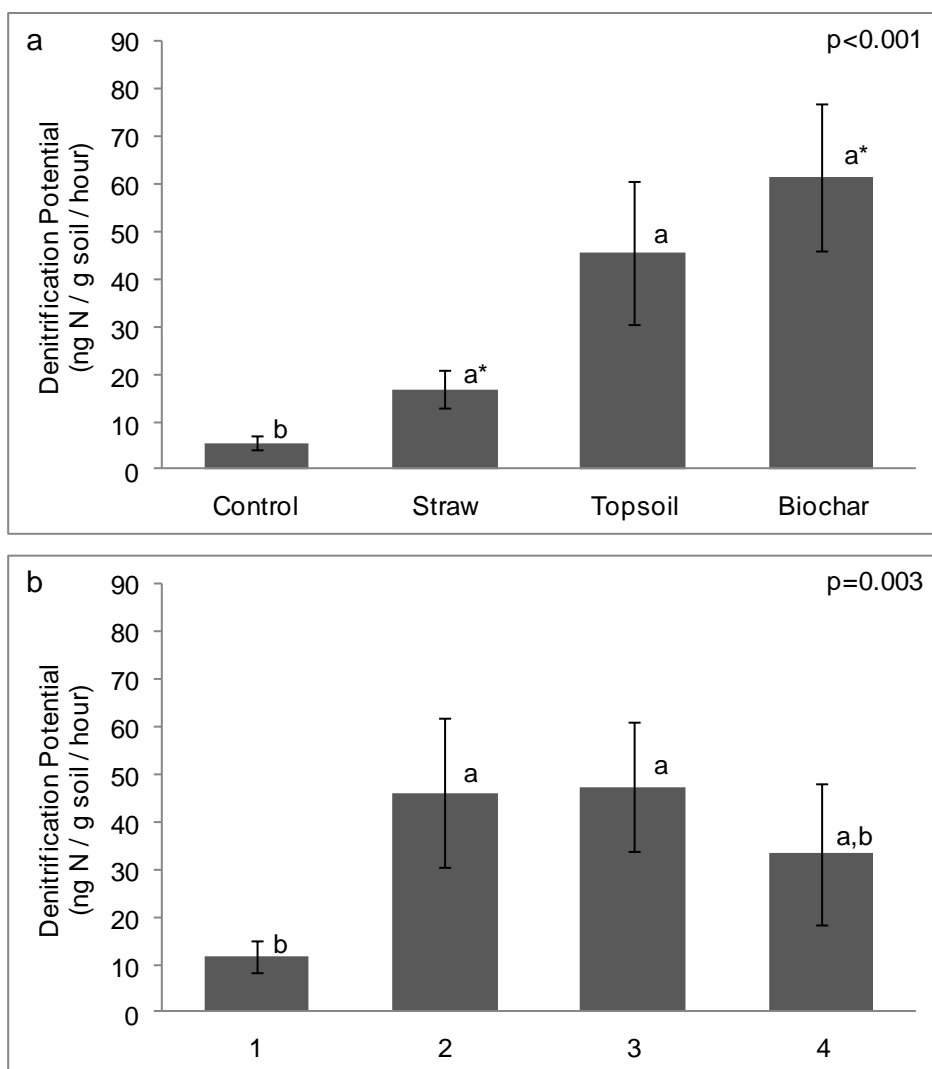 a
p<0.001
Denitrification Potential
(ng N / g soil / hour)
90
80
70
60
50
40
30
20
10
0
b
a*
a
a*
Control
Straw
Topsoil
Biochar
b
p=0.003
Denitrification Potential
(ng N / g soil / hour)
90
80
70
60
50
40
30
20
10
0
b
a
a
a,b
1
2
3
4